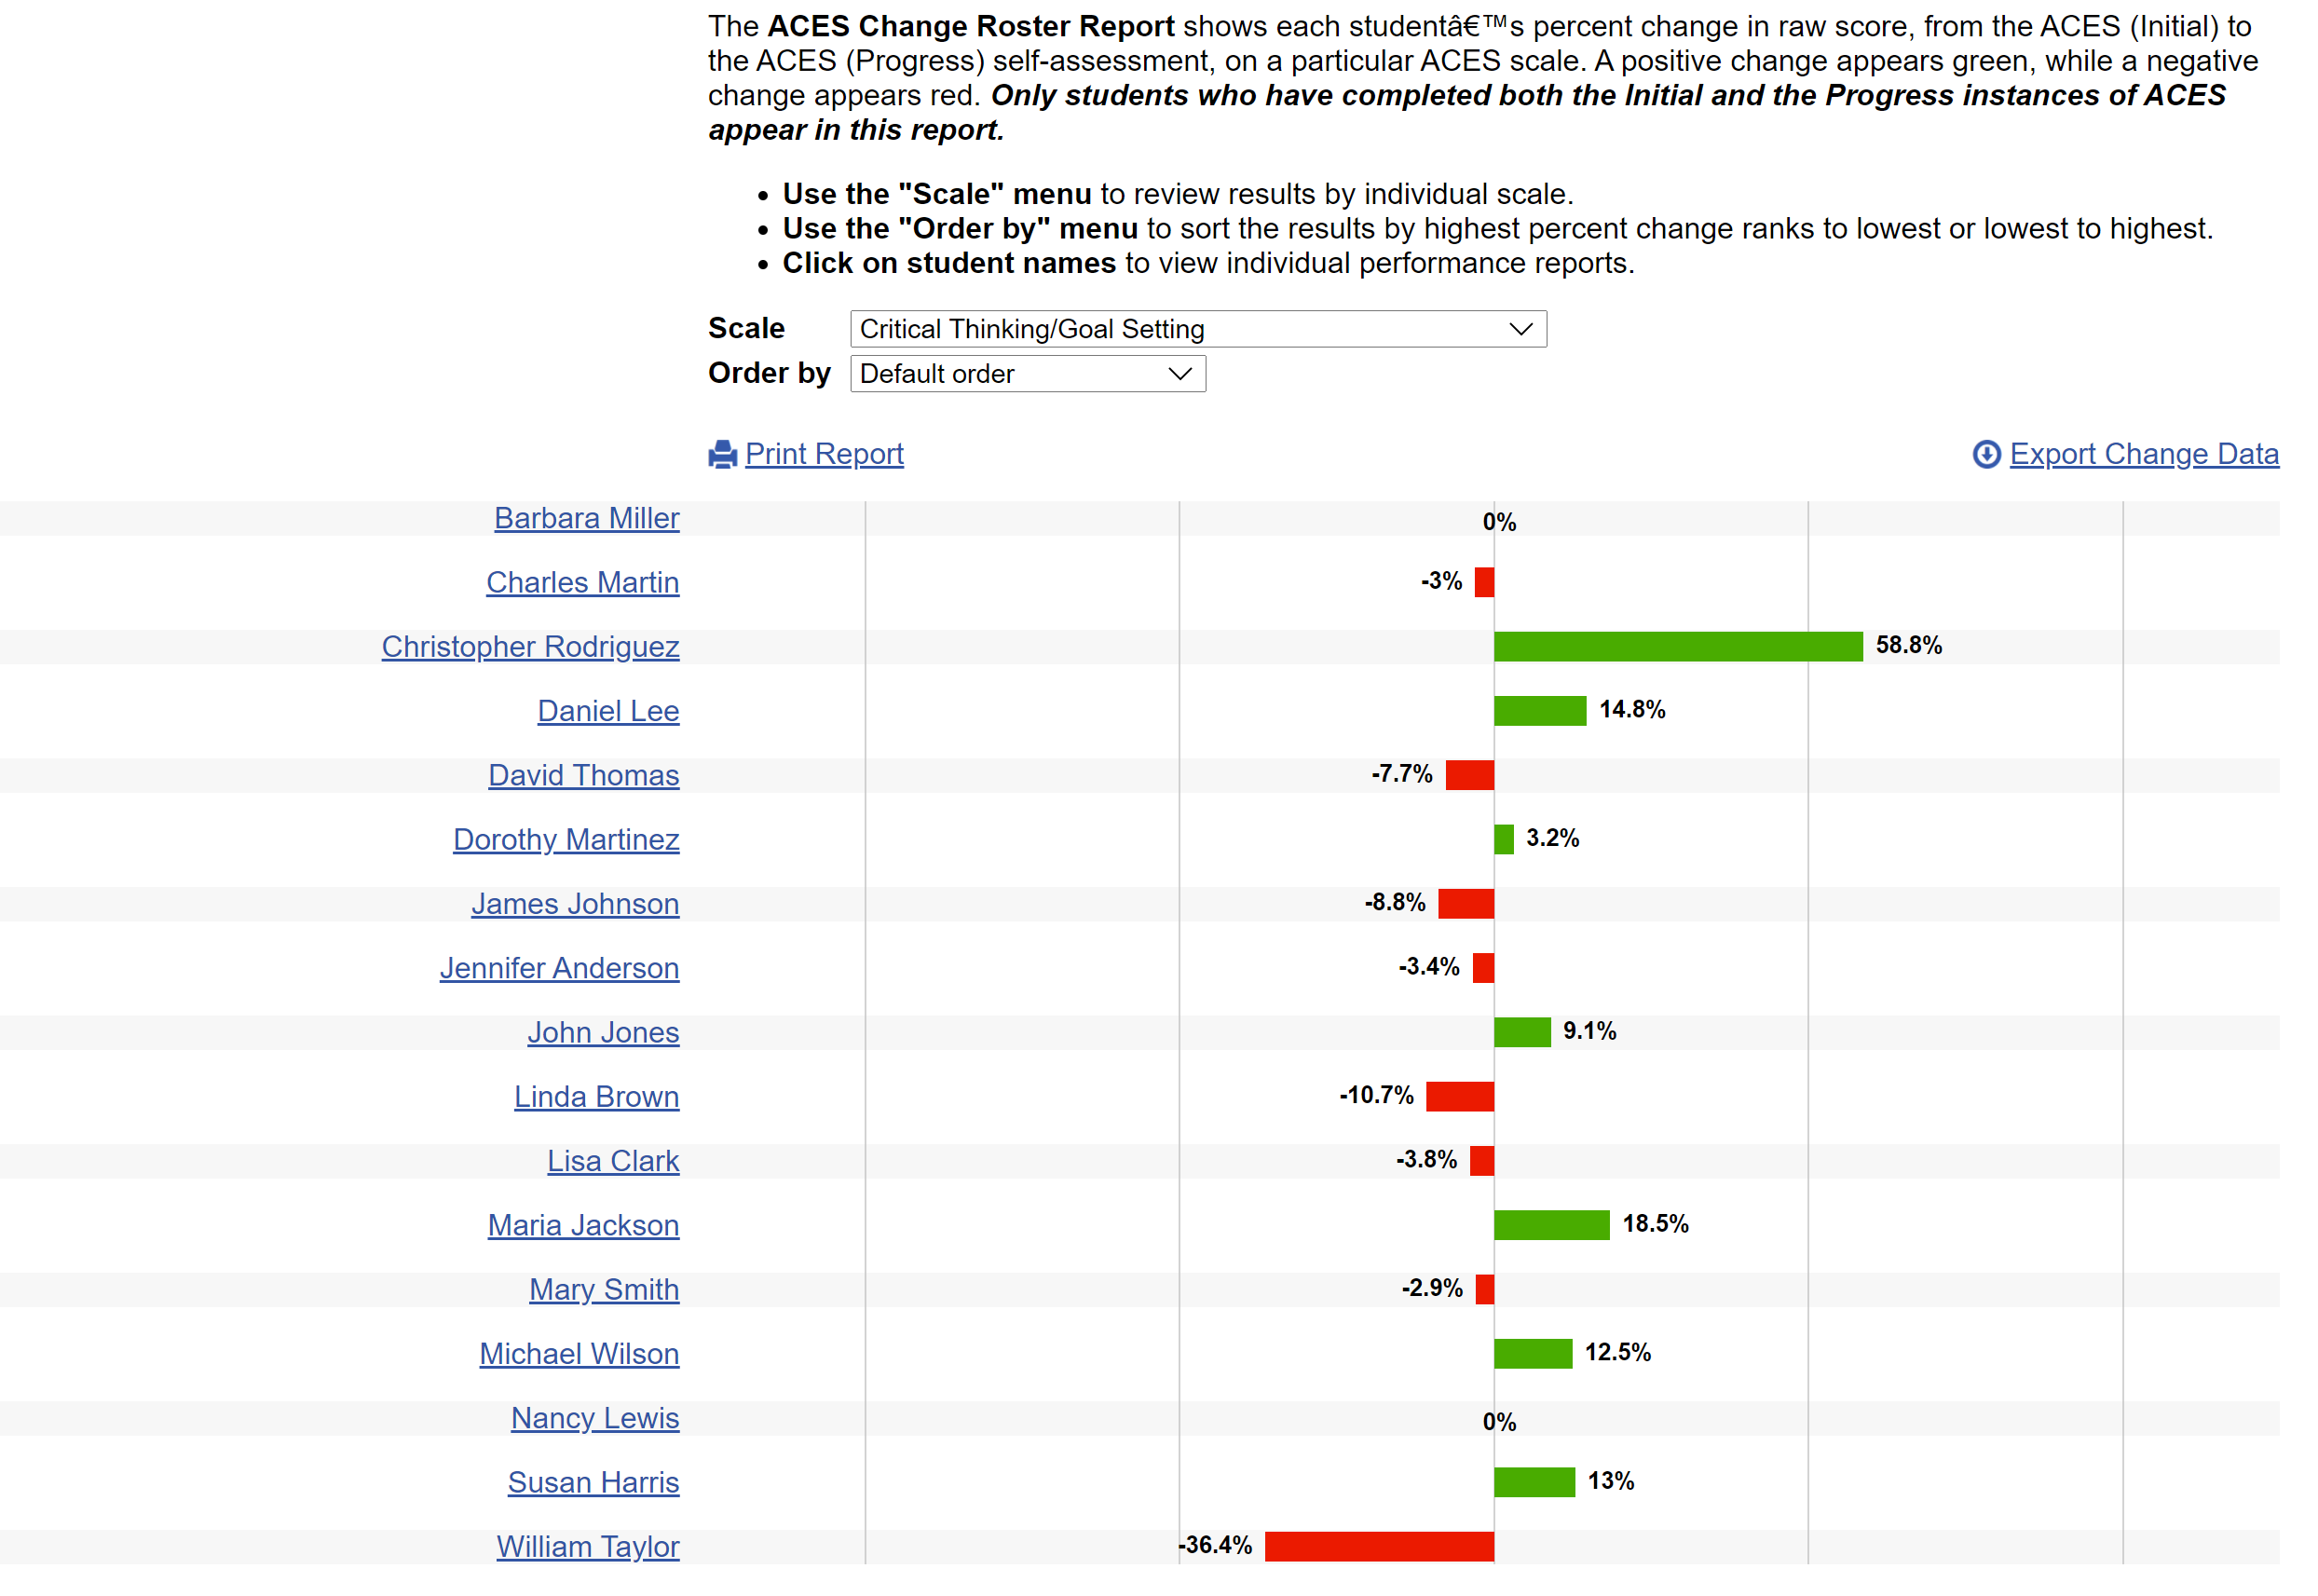 The ACES Change Roster Report shows each studentâ€™s percent change in raw score, from the ACES (Initial) to
the ACES (Progress) self-assessment, on a particular ACES scale. A positive change appears green, while a negative
change appears red. Only students who have completed both the Initial and the Progress instances of ACES
appear in this report.
• Use the "Scale" menu to review results by individual scale.
• Use the "Order by" menu to sort the results by highest percent change ranks to lowest or lowest to highest.
• Click on student names to view individual performance reports.
Scale Critical Thinking/Goal Setting
Order by Default order
Print Report Export Change Data
Barbara Miller 0%
Charles Martin -3%
Christopher Rodriguez 58.8%
Daniel Lee 14.8%
David Thomas -7.7%
Dorothy Martinez 3.2%
James Johnson -8.8%
Jennifer Anderson -3.4%
John Jones 9.1%
Linda Brown -10.7%
Lisa Clark -3.8%
Maria Jackson 18.5%
Mary Smith -2.9%
Michael Wilson 12.5%
Nancy Lewis 0%
Susan Harris 13%
William Taylor -36.4%